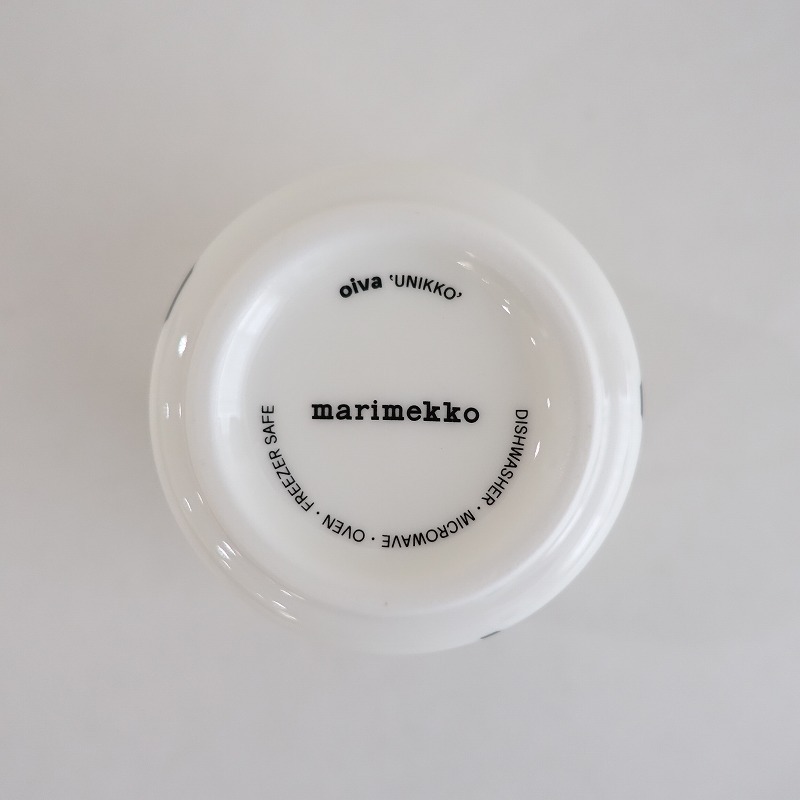 oiva ‘UNIKKO’
marimekko
DISHWASHER · MICROWAVE · OVEN · FREEZER SAFE